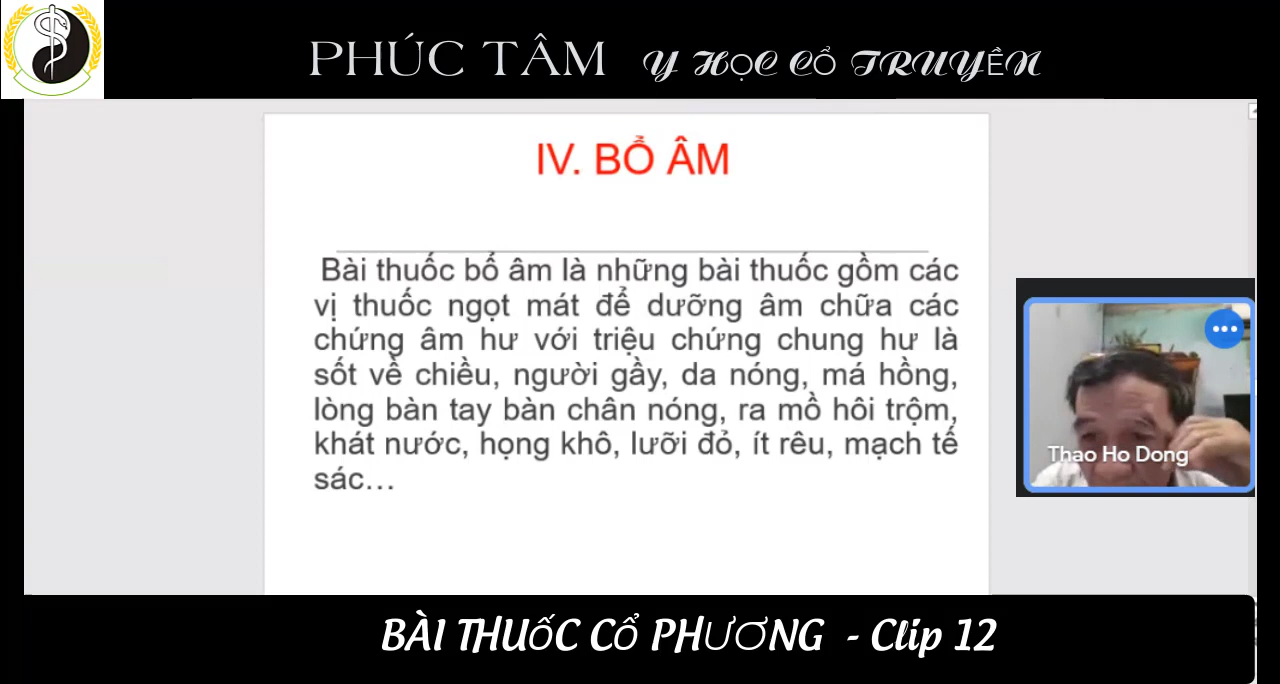 PHÚC TÂM Y HỌC CỔ TRUYỀN
IV. BỔ ÂM
Bài thuốc bổ âm là những bài thuốc gồm các
vị thuốc ngọt mát để dưỡng âm chữa các
chứng âm hư với triệu chứng chung hư là
sốt về chiều, người gầy, da nóng, má hồng,
lòng bàn tay bàn chân nóng, ra mồ hôi trộm,
khát nước, họng khô, lưỡi đỏ, ít rêu, mạch tế
sác…
Thao Ho Dong
BÀI THUỐC CỔ PHƯƠNG - Clip 12